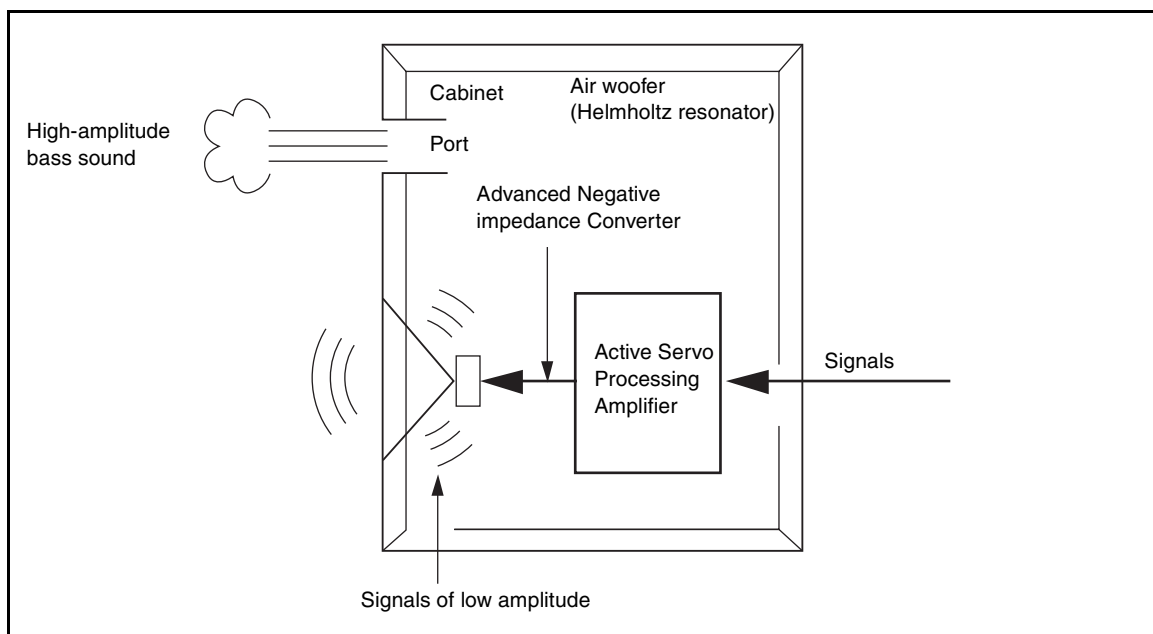 Cabinet
Air woofer
(Helmholtz resonator)
High-amplitude
bass sound
Port
Advanced Negative
impedance Converter
Active Servo
Processing
Amplifier
Signals
Signals of low amplitude